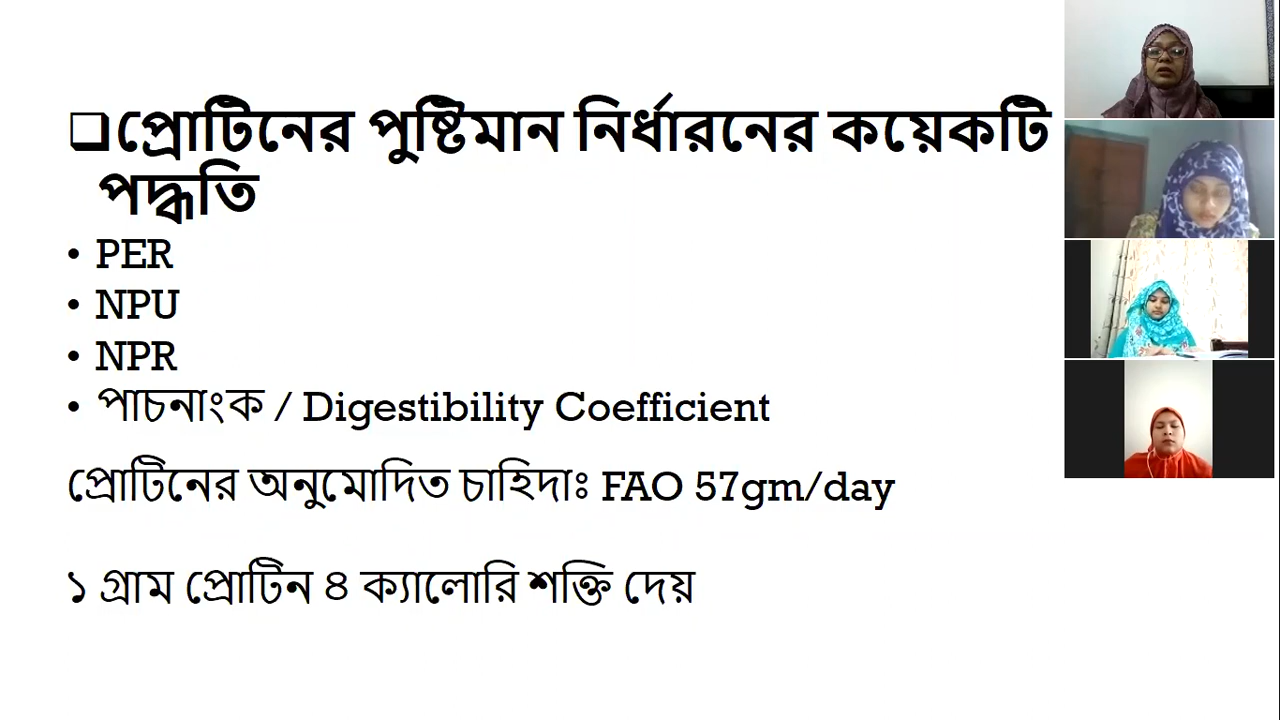 ❑প্রোটিনের পুষ্টিমান নির্ধারনের কয়েকটি
পদ্ধতি
• PER
• NPU
• NPR
• পাচনাংক / Digestibility Coefficient
প্রোটিনের অনুমোদিত চাহিদাঃ FAO 57gm/day
১ গ্রাম প্রোটিন ৪ ক্যালোরি শক্তি দেয়